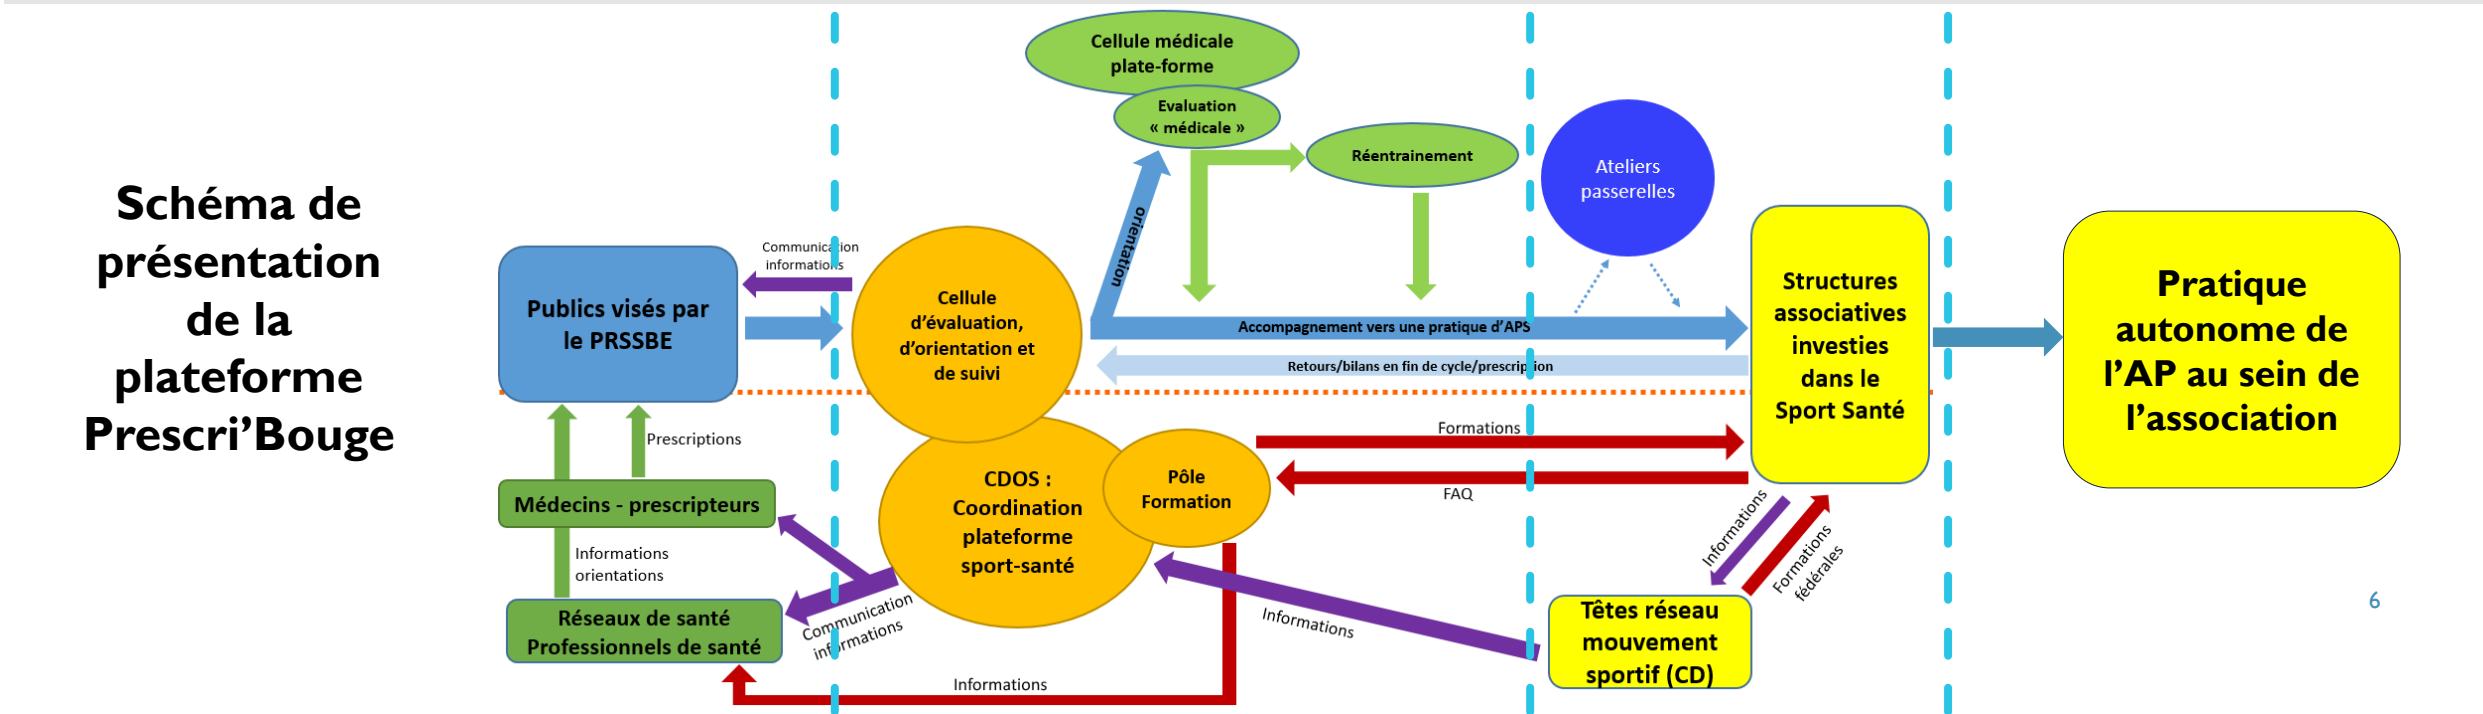 Schéma de
présentation
de la
plateforme
Prescri’Bouge
Publics visés par
le PRSSBE
Communication
informations
Prescriptions
Médecins - prescripteurs
Informations
orientations
Réseaux de santé
Professionnels de santé
Cellule médicale
plate-forme
Evaluation
« médicale »
Réentrainement
orientation
Cellule
d’évaluation,
d’orientation et
de suivi
Accompagnement vers une pratique d’APS
Retours/bilans en fin de cycle/prescription
CDOS :
Coordination
plateforme
sport-santé
Pôle
Formation
Formations
FAQ
Communication
informations
Informations
Informations
Ateliers
passerelles
Structures
associatives
investies
dans le
Sport Santé
Informations
Formations
fédérales
Têtes réseau
mouvement
sportif (CD)
Pratique
autonome de
l’AP au sein de
l’association
6